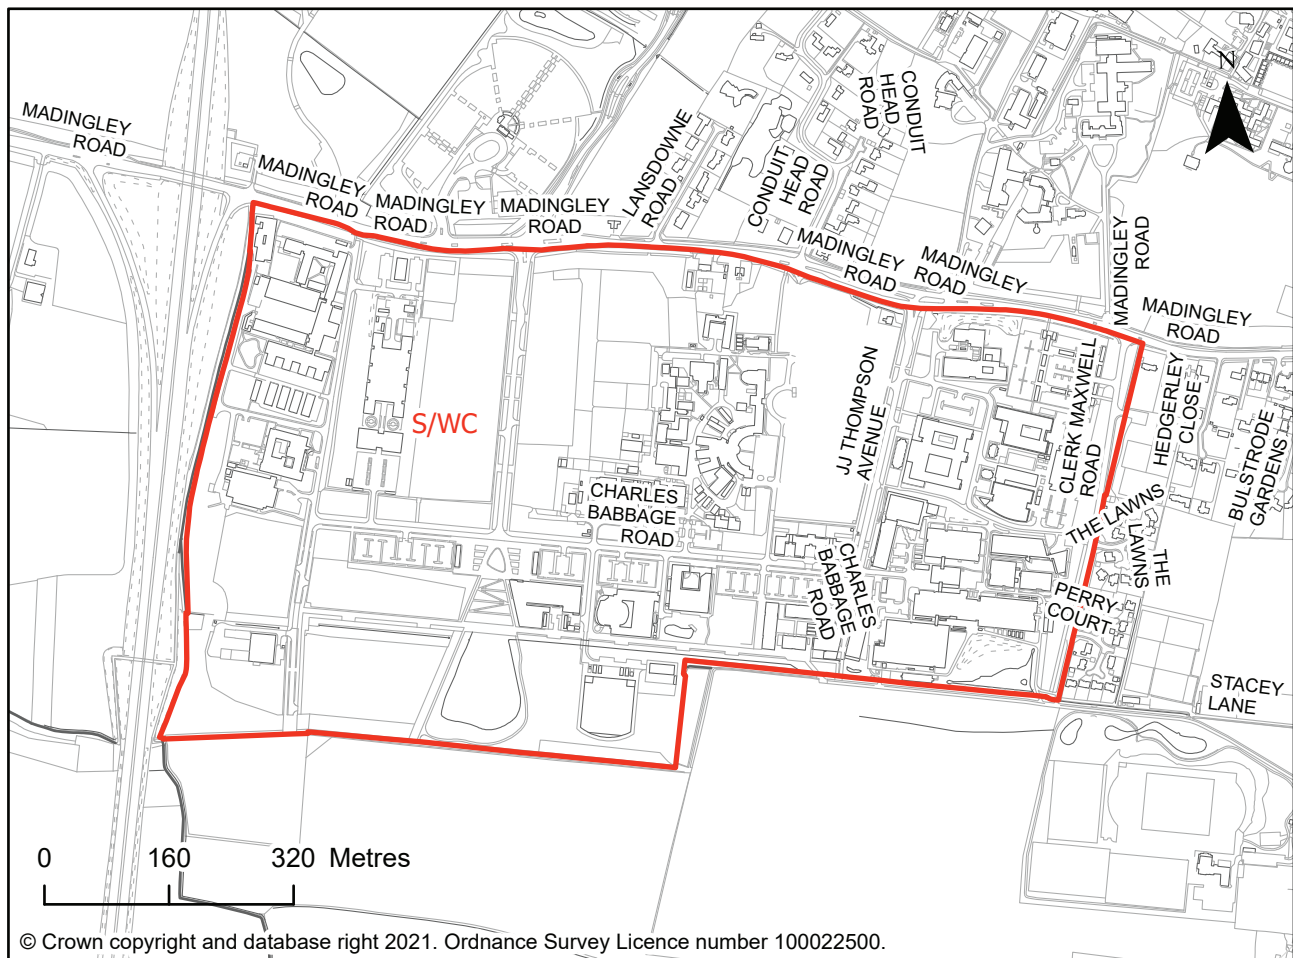 N
MADINGLEY
ROAD
MADINGLEY
ROAD
MADINGLEY
ROAD
MADINGLEY
ROAD
LANSDOWNE
ROAD
CONDUIT
HEAD
ROAD
CONDUIT
HEAD
ROAD
MADINGLEY
ROAD
MADINGLEY
ROAD
MADINGLEY
ROAD
MADINGLEY
ROAD
S/WC
JJ THOMPSON
AVENUE
CLERK MAXWELL
ROAD
HEDGERLEY
CLOSE
BULSTRODE
GARDENS
CHARLES
BABBAGE
ROAD
THE LAWNS
THE
LAWNS
CHARLES
BABBAGE
ROAD
PERRY
COURT
STACEY
LANE
0 160 320 Metres
© Crown copyright and database right 2021. Ordnance Survey Licence number 100022500.